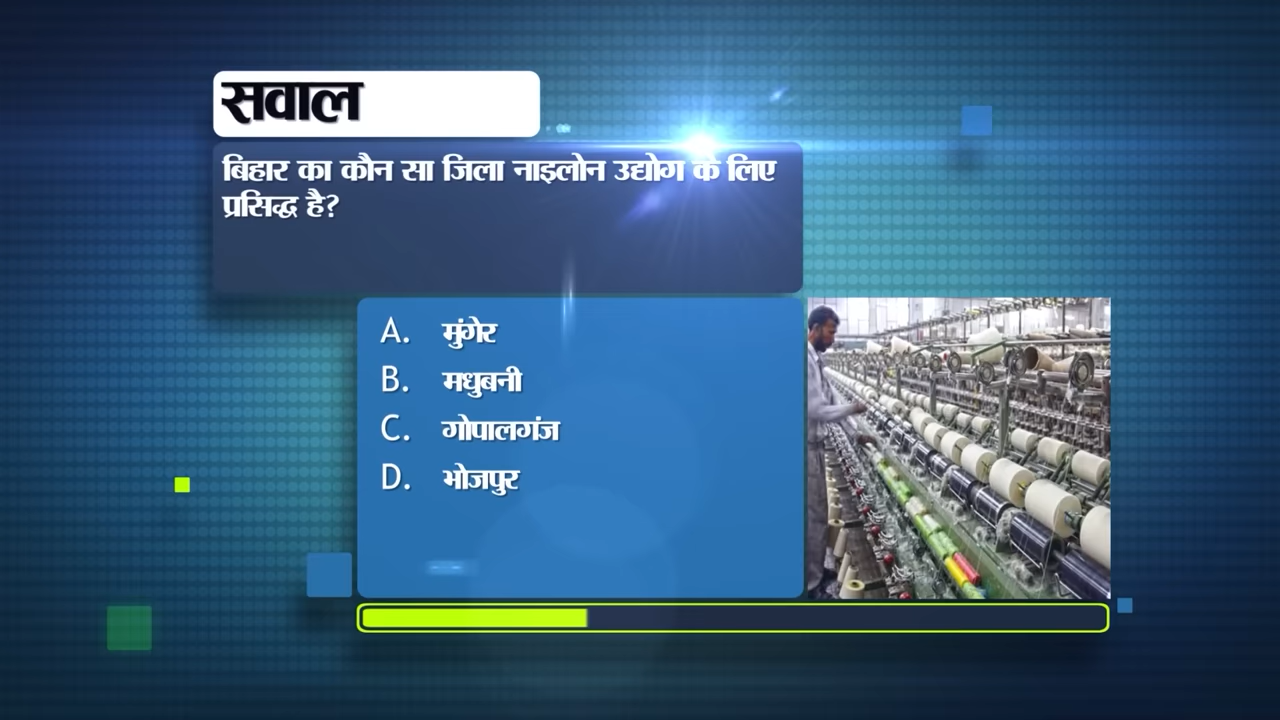 सवाल
बिहार का कौन सा जिला नाइलोन उद्योग के लिए
प्रसिद्ध है?
A. मुंगेर
B. मधुबनी
C. गोपालगंज
D. भोजपुर